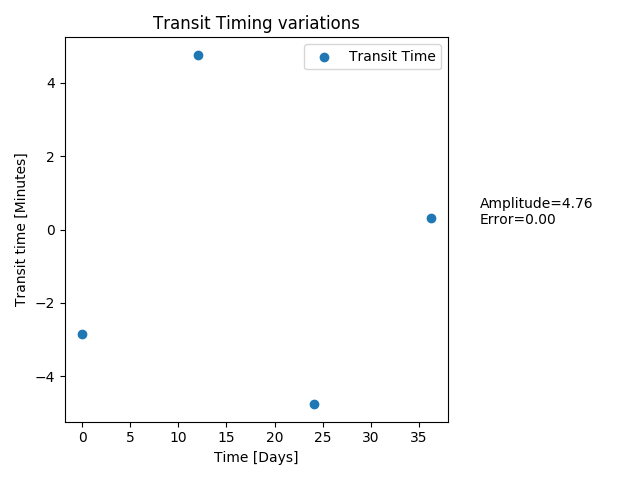 Transit Timing variations
Transit Time
4
2
0
−2
−4
Transit time [Minutes]
Amplitude=4.76
Error=0.00
0 5 10 15 20 25 30 35
Time [Days]